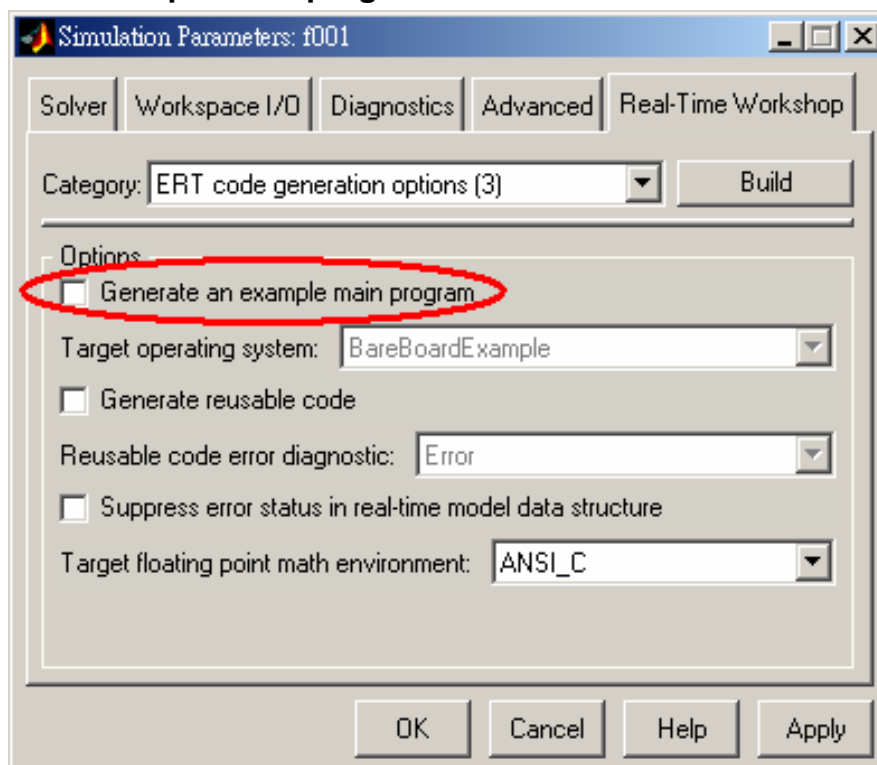 Simulation Parameters: f001
Solver Workspace I/O Diagnostics Advanced Real-Time Workshop
Category: ERT code generation options (3) Build
Options
Generate an example main program
Target operating system: BareBoardExample
Generate reusable code
Reusable code error diagnostic: Error
Suppress error status in real-time model data structure
Target floating point math environment: ANSI_C
OK Cancel Help Apply